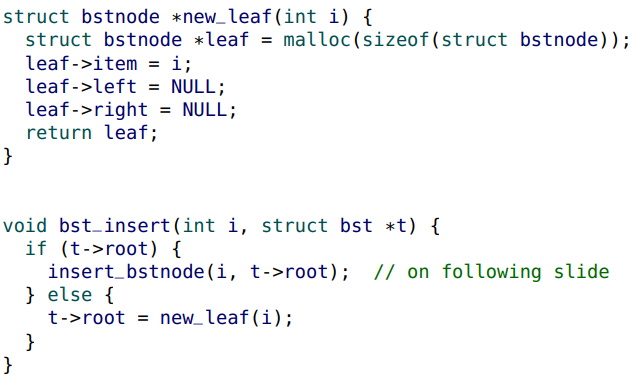 struct bstnode *new_leaf(int i) {
  struct bstnode *leaf = malloc(sizeof(struct bstnode));
  leaf->item = i;
  leaf->left = NULL;
  leaf->right = NULL;
  return leaf;
}
void bst_insert(int i, struct bst *t) {
  if (t->root) {
    insert_bstnode(i, t->root);  // on following slide
  } else {
    t->root = new_leaf(i);
  }
}